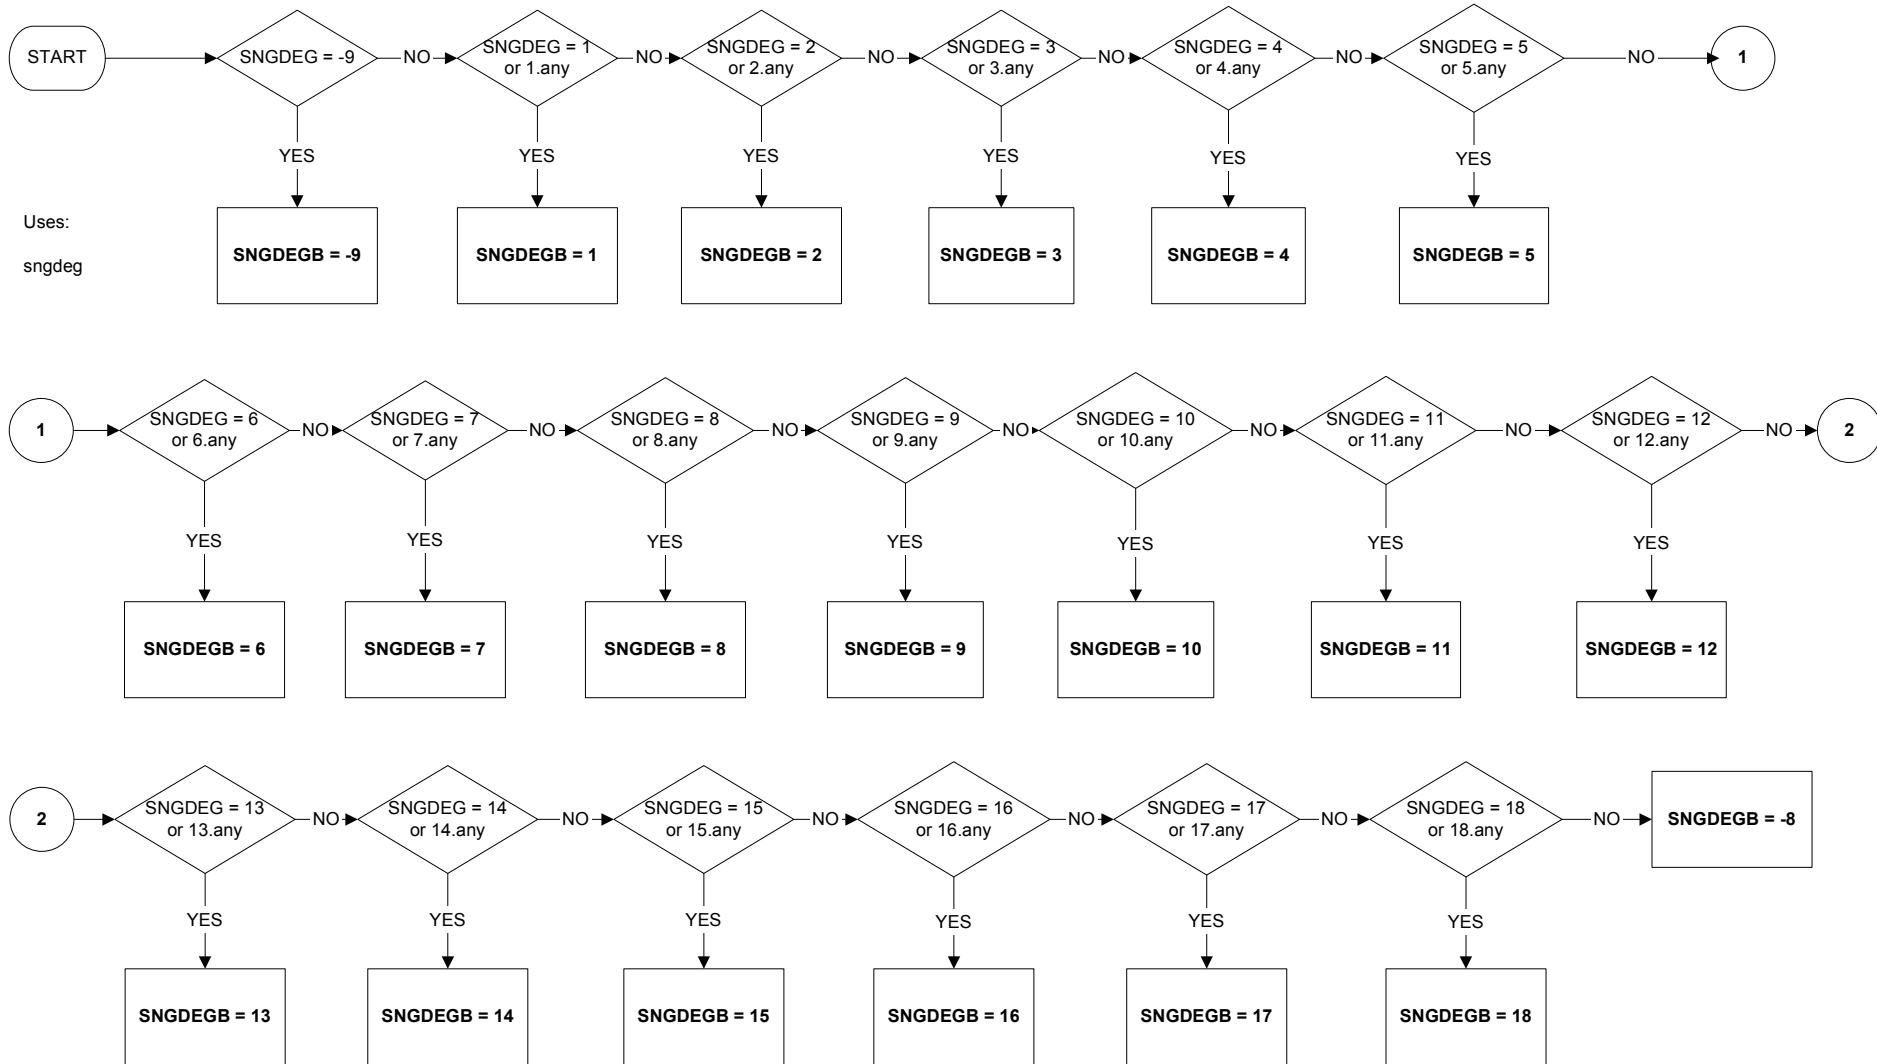 START
SNGDEG = -9
NO
SNGDEG = 1
or 1.any
NO
SNGDEG = 2
or 2.any
NO
SNGDEG = 3
or 3.any
NO
SNGDEG = 4
or 4.any
NO
SNGDEG = 5
or 5.any
NO
1
YES
YES
YES
YES
YES
YES
Uses:
sngdeg
SNGDEGB = -9
SNGDEGB = 1
SNGDEGB = 2
SNGDEGB = 3
SNGDEGB = 4
SNGDEGB = 5
1
SNGDEG = 6
or 6.any
NO
SNGDEG = 7
or 7.any
NO
SNGDEG = 8
or 8.any
NO
SNGDEG = 9
or 9.any
NO
SNGDEG = 10
or 10.any
NO
SNGDEG = 11
or 11.any
NO
SNGDEG = 12
or 12.any
NO
2
YES
YES
YES
YES
YES
YES
YES
SNGDEGB = 6
SNGDEGB = 7
SNGDEGB = 8
SNGDEGB = 9
SNGDEGB = 10
SNGDEGB = 11
SNGDEGB = 12
2
SNGDEG = 13
or 13.any
NO
SNGDEG = 14
or 14.any
NO
SNGDEG = 15
or 15.any
NO
SNGDEG = 16
or 16.any
NO
SNGDEG = 17
or 17.any
NO
SNGDEG = 18
or 18.any
NO
SNGDEGB = -8
YES
YES
YES
YES
YES
YES
SNGDEGB = 13
SNGDEGB = 14
SNGDEGB = 15
SNGDEGB = 16
SNGDEGB = 17
SNGDEGB = 18